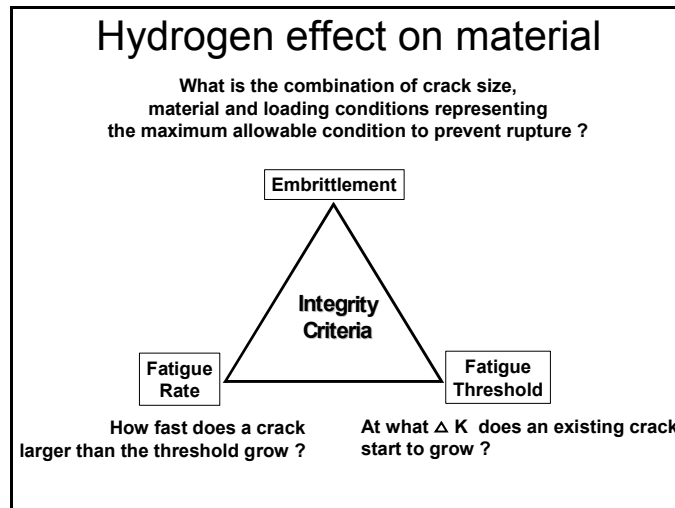 Hydrogen effect on material
What is the combination of crack size,
material and loading conditions representing
the maximum allowable condition to prevent rupture ?
Embrittlement
Integrity
Criteria
Fatigue
Rate
Fatigue
Threshold
How fast does a crack
larger than the threshold grow ?
At what △ K does an existing crack
start to grow ?